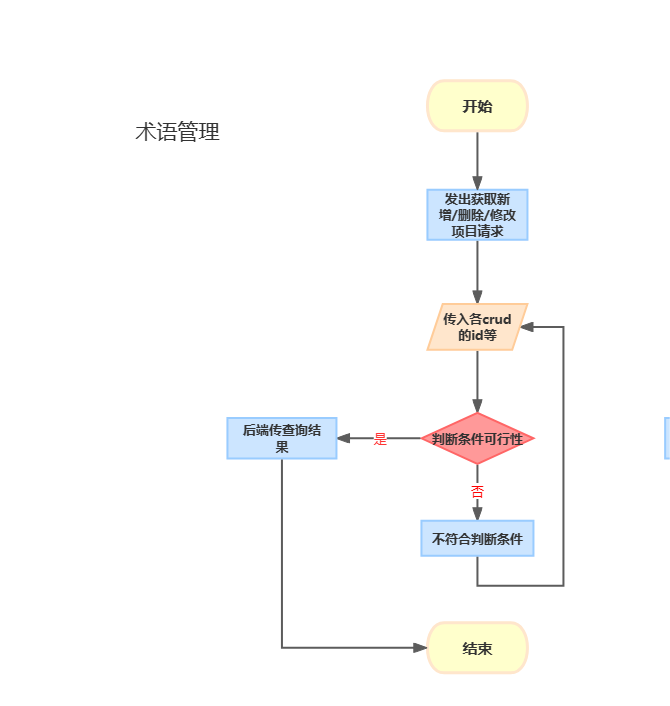 开始
术语管理
发出获取新
增/删除/修改
项目请求
传入各crud
的id等
后端传查询结
果
是
判断条件可行性
否
不符合判断条件
结束